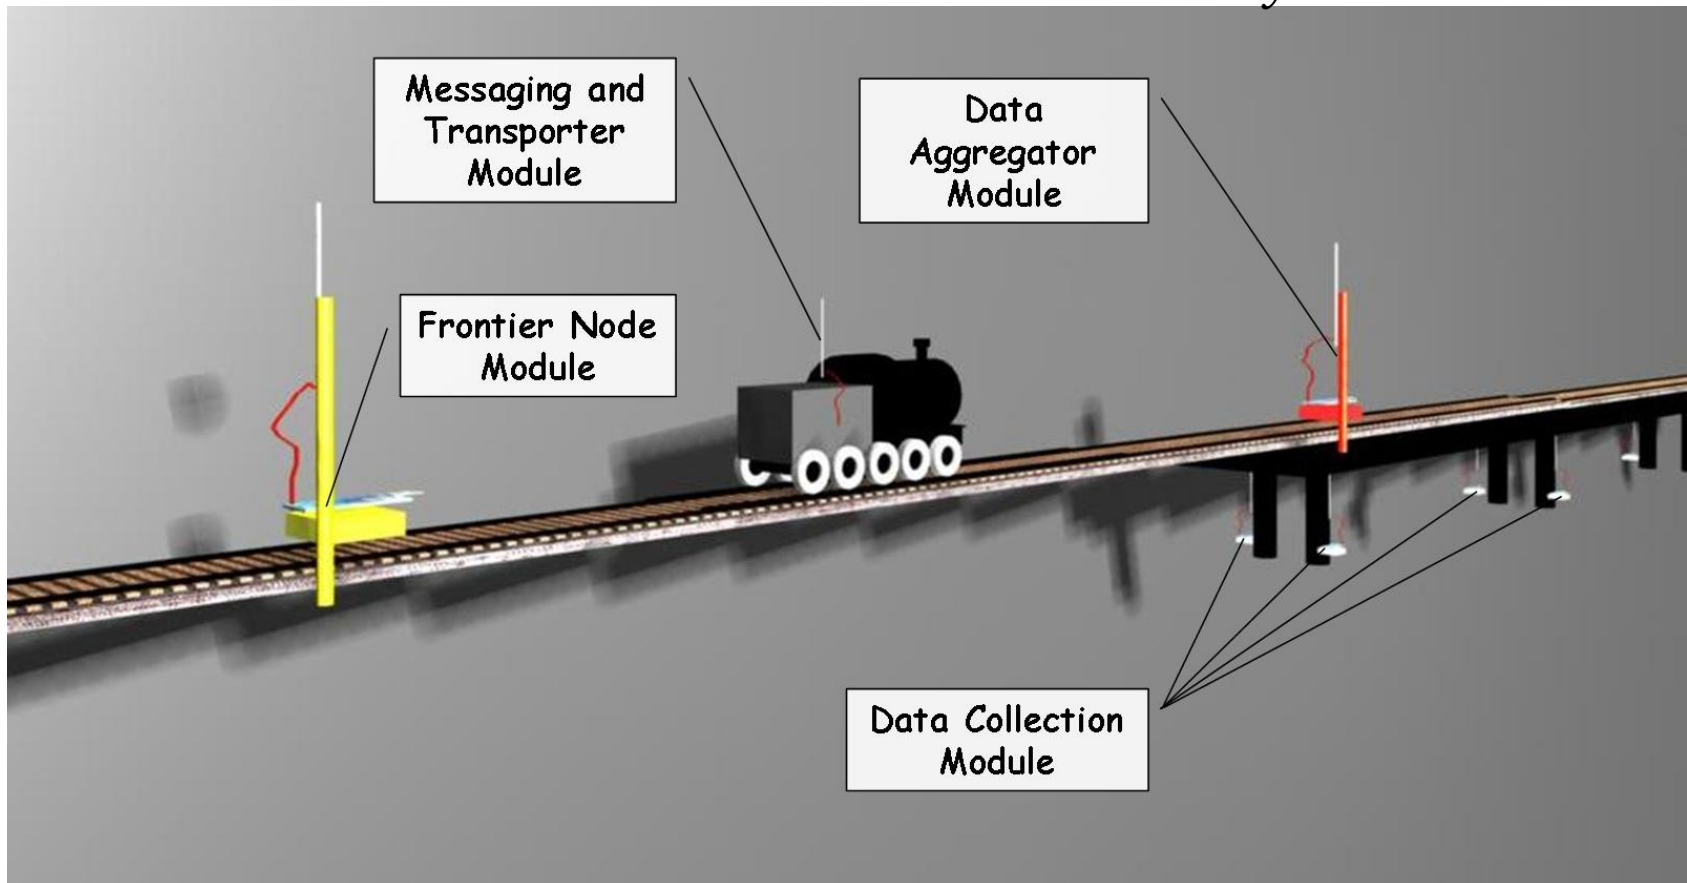 Messaging and
Transporter
Module
Data
Aggregator
Module
Frontier Node
Module
Data Collection
Module